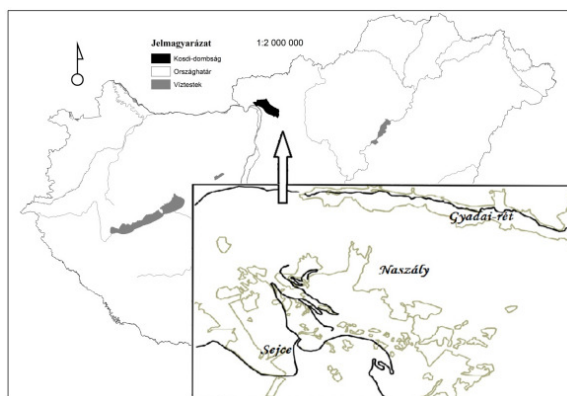 Jelmagyarázat
1:2 000 000
Kosdi-dombság
Országhatár
Víztestek
Gyadai-rét
Naszály
Sejce